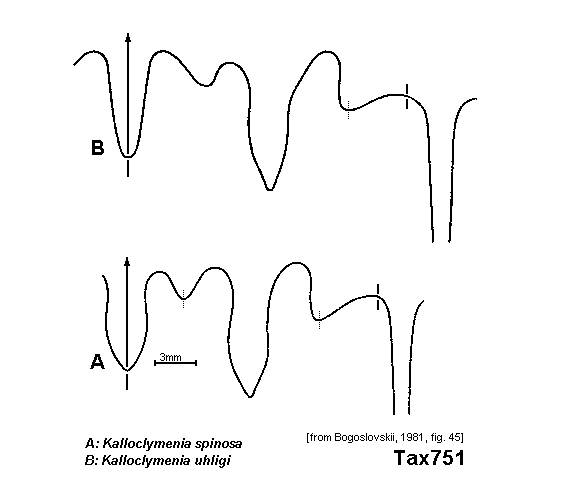 B
A
3mm
A: Kalloclymenia spinosa
B: Kalloclymenia uhligi
[from Bogoslovskii, 1981, fig. 45]
Tax751